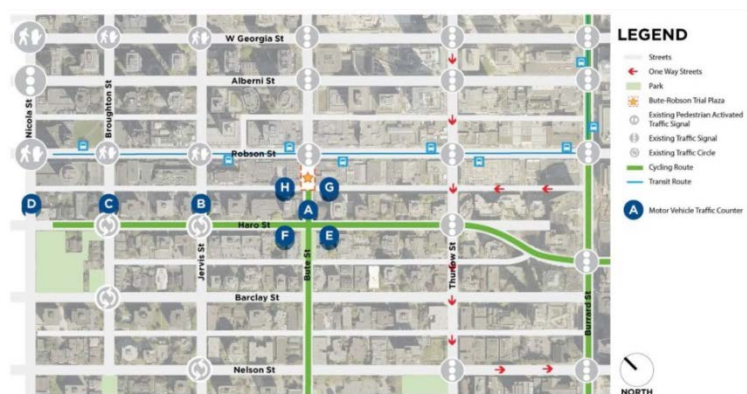 W Georgia St
Alberni St
Nicola St
Broughton St
Robson St
D
C
B
H
G
A
Haro St
F
E
Jervis St
Bute St
Thurlow St
Burrard St
Barclay St
Nelson St
LEGEND
Streets
One Way Streets
Park
Bute-Robson Trial Plaza
Existing Pedestrian Activated
Traffic Signal
Existing Traffic Signal
Existing Traffic Circle
Cycling Route
Transit Route
A
Motor Vehicle Traffic Counter
NORTH